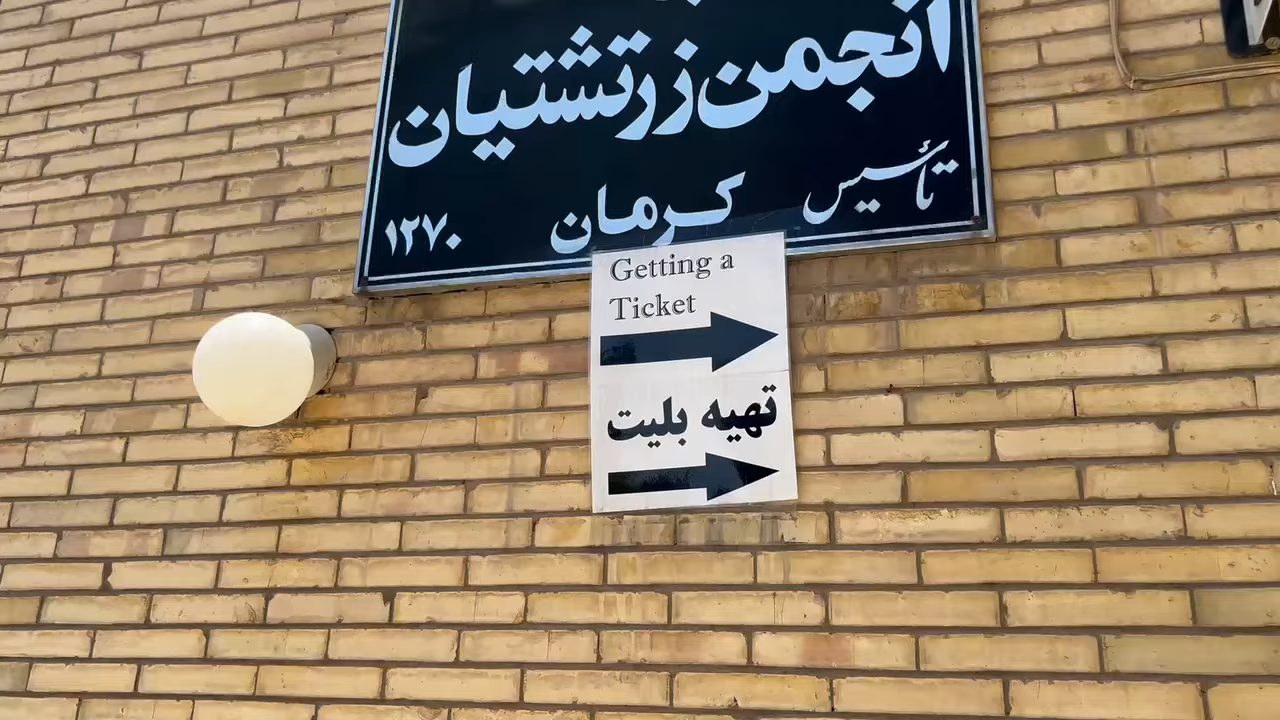 انجمن زرتشتیان
کرمان
تأسیس ۱۲۷۰
Getting a
Ticket
تهیه بلیت